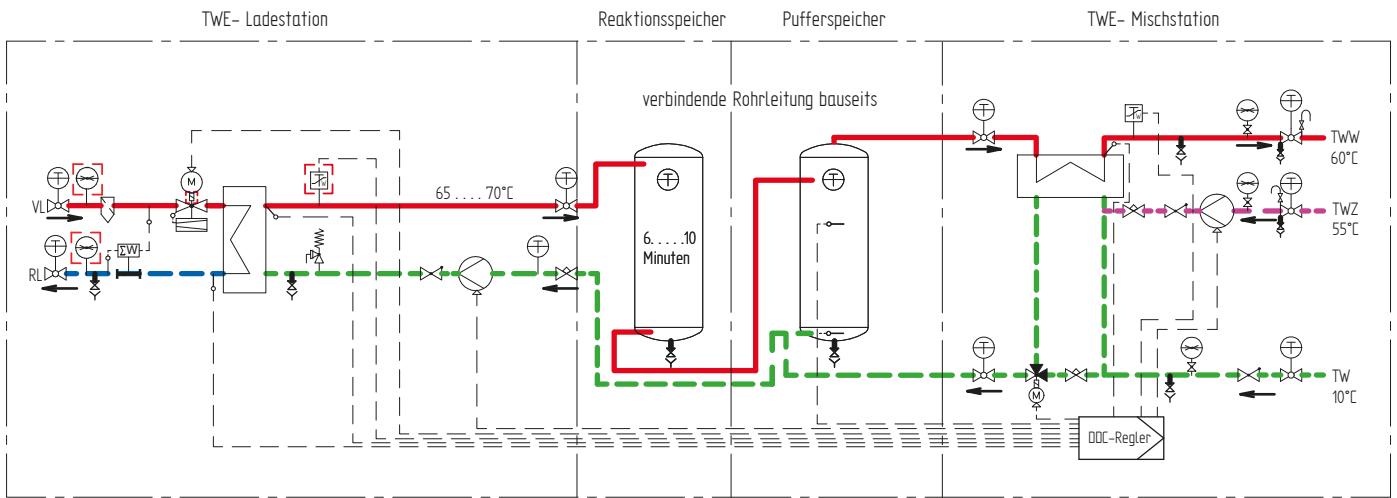 TWE- Ladestation
Reaktionsspeicher
Pufferspeicher
TWE- Mischstation
verbindende Rohrleitung bauseits
T
T
T
T
TWW
60°C
W
W
M
T
T
T
T
65 . . . . 70°C
VL
TWZ
55°C
6. . . . .10
Minuten
ΣW
T
T
RL
T
T
TW
10°C
M
DDC-Regler